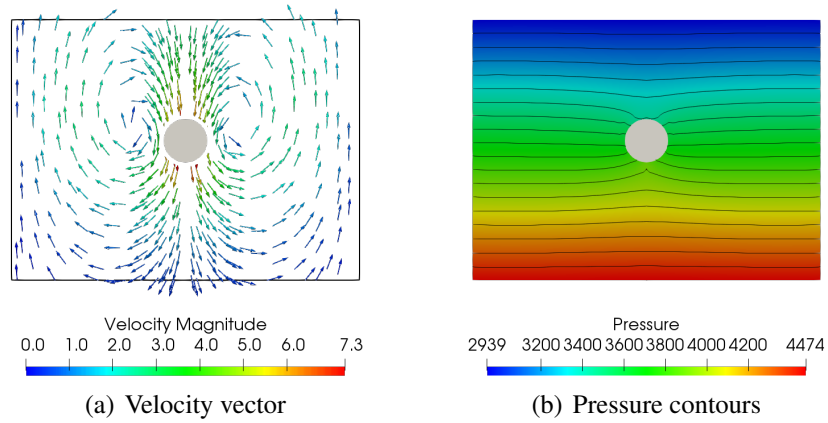 Velocity Magnitude
0.0 1.0 2.0 3.0 4.0 5.0 6.0 7.3
(a) Velocity vector
Pressure
2939 3200 3400 3600 3800 4000 4200 4474
(b) Pressure contours